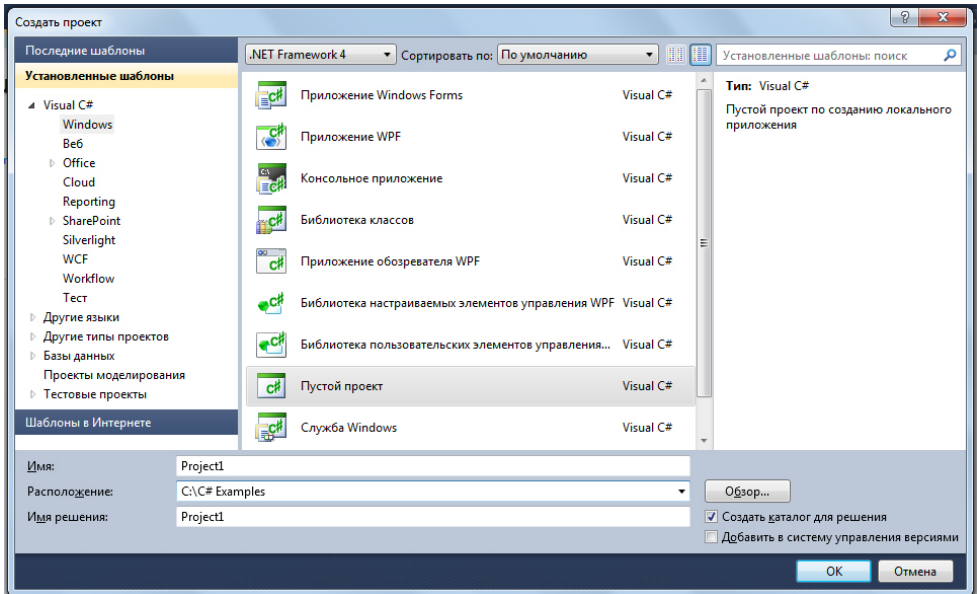 Создать проект
Последние шаблоны
.NET Framework 4
Сортировать по:
По умолчанию
Установленные шаблоны: поиск
Установленные шаблоны
Visual C#
Windows
Веб
Office
Cloud
Reporting
SharePoint
Silverlight
WCF
Workflow
Тест
Другие языки
Другие типы проектов
Базы данных
Проекты моделирования
Тестовые проекты
Шаблоны в Интернете
Приложение Windows Forms Visual C#
Приложение WPF Visual C#
Консольное приложение Visual C#
Библиотека классов Visual C#
Приложение обозревателя WPF Visual C#
Библиотека настраиваемых элементов управления WPF Visual C#
Библиотека пользовательских элементов управления... Visual C#
Пустой проект Visual C#
Служба Windows Visual C#
Тип: Visual C#
Пустой проект по созданию локального
приложения
Имя: Project1
Расположение: C:\C# Examples
Обзор...
Имя решения: Project1
Создать каталог для решения
Добавить в систему управления версиями
OK
Отмена